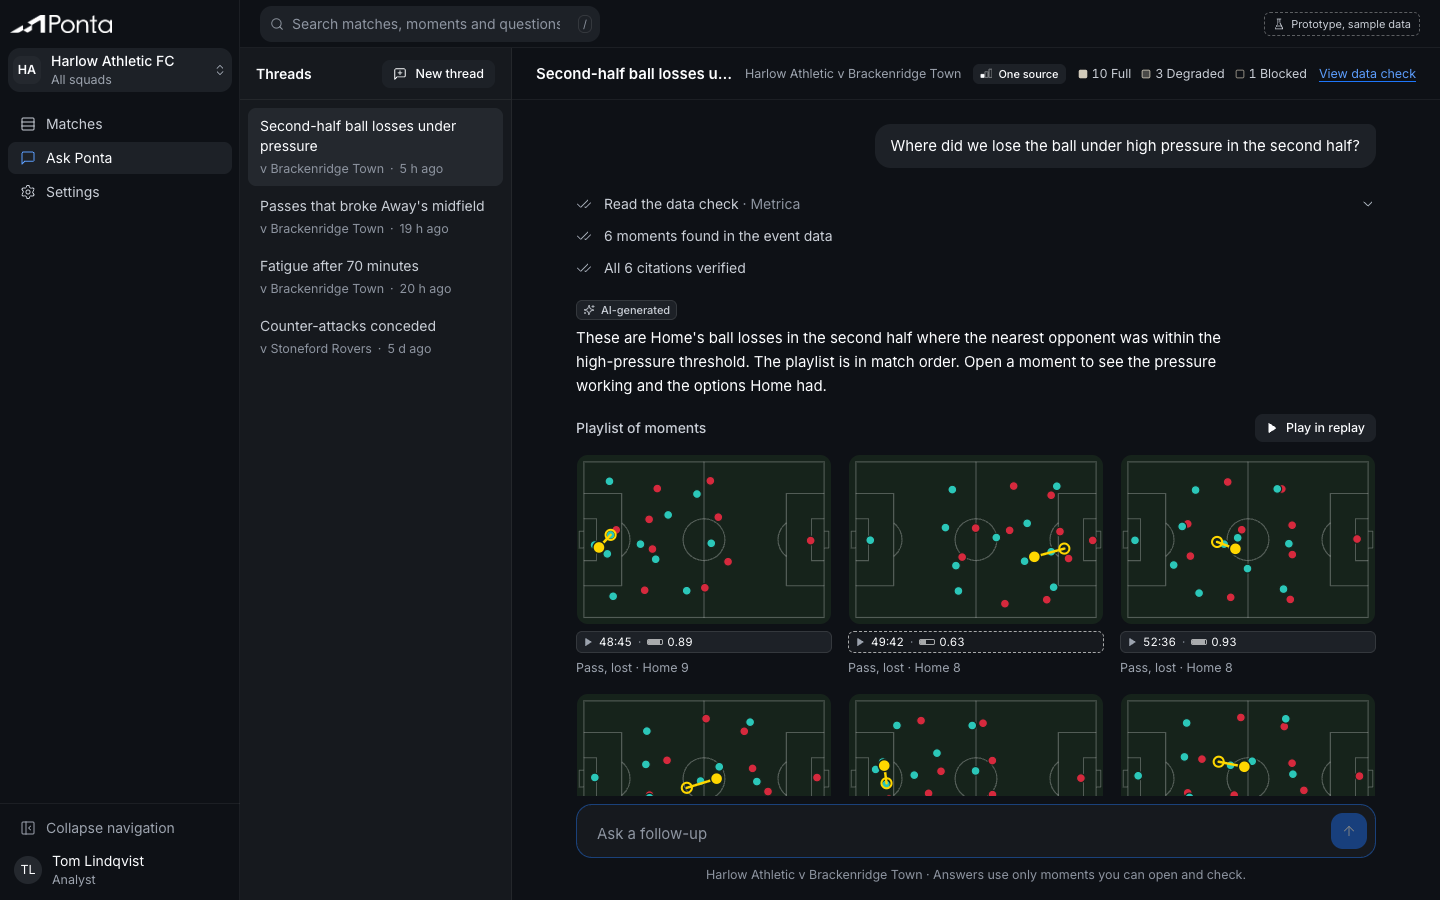 Ponta
HA
Harlow Athletic FC
All squads
Matches
Ask Ponta
Settings
Collapse navigation
TL
Tom Lindqvist
Analyst
Search matches, moments and questions
/
Prototype, sample data
Threads
New thread
Second-half ball losses under
pressure
v Brackenridge Town · 5 h ago
Passes that broke Away's midfield
v Brackenridge Town · 19 h ago
Fatigue after 70 minutes
v Brackenridge Town · 20 h ago
Counter-attacks conceded
v Stoneford Rovers · 5 d ago
Second-half ball losses u...
Harlow Athletic v Brackenridge Town
One source
10 Full
3 Degraded
1 Blocked
View data check
Where did we lose the ball under high pressure in the second half?
Read the data check · Metrica
6 moments found in the event data
All 6 citations verified
AI-generated
These are Home's ball losses in the second half where the nearest opponent was within the
high-pressure threshold. The playlist is in match order. Open a moment to see the pressure
working and the options Home had.
Playlist of moments
Play in replay
48:45 · 0.89
Pass, lost · Home 9
49:42 · 0.63
Pass, lost · Home 8
52:36 · 0.93
Pass, lost · Home 8
Ask a follow-up
Harlow Athletic v Brackenridge Town · Answers use only moments you can open and check.